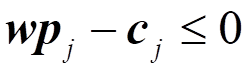 wp_j − c_j ≤ 0